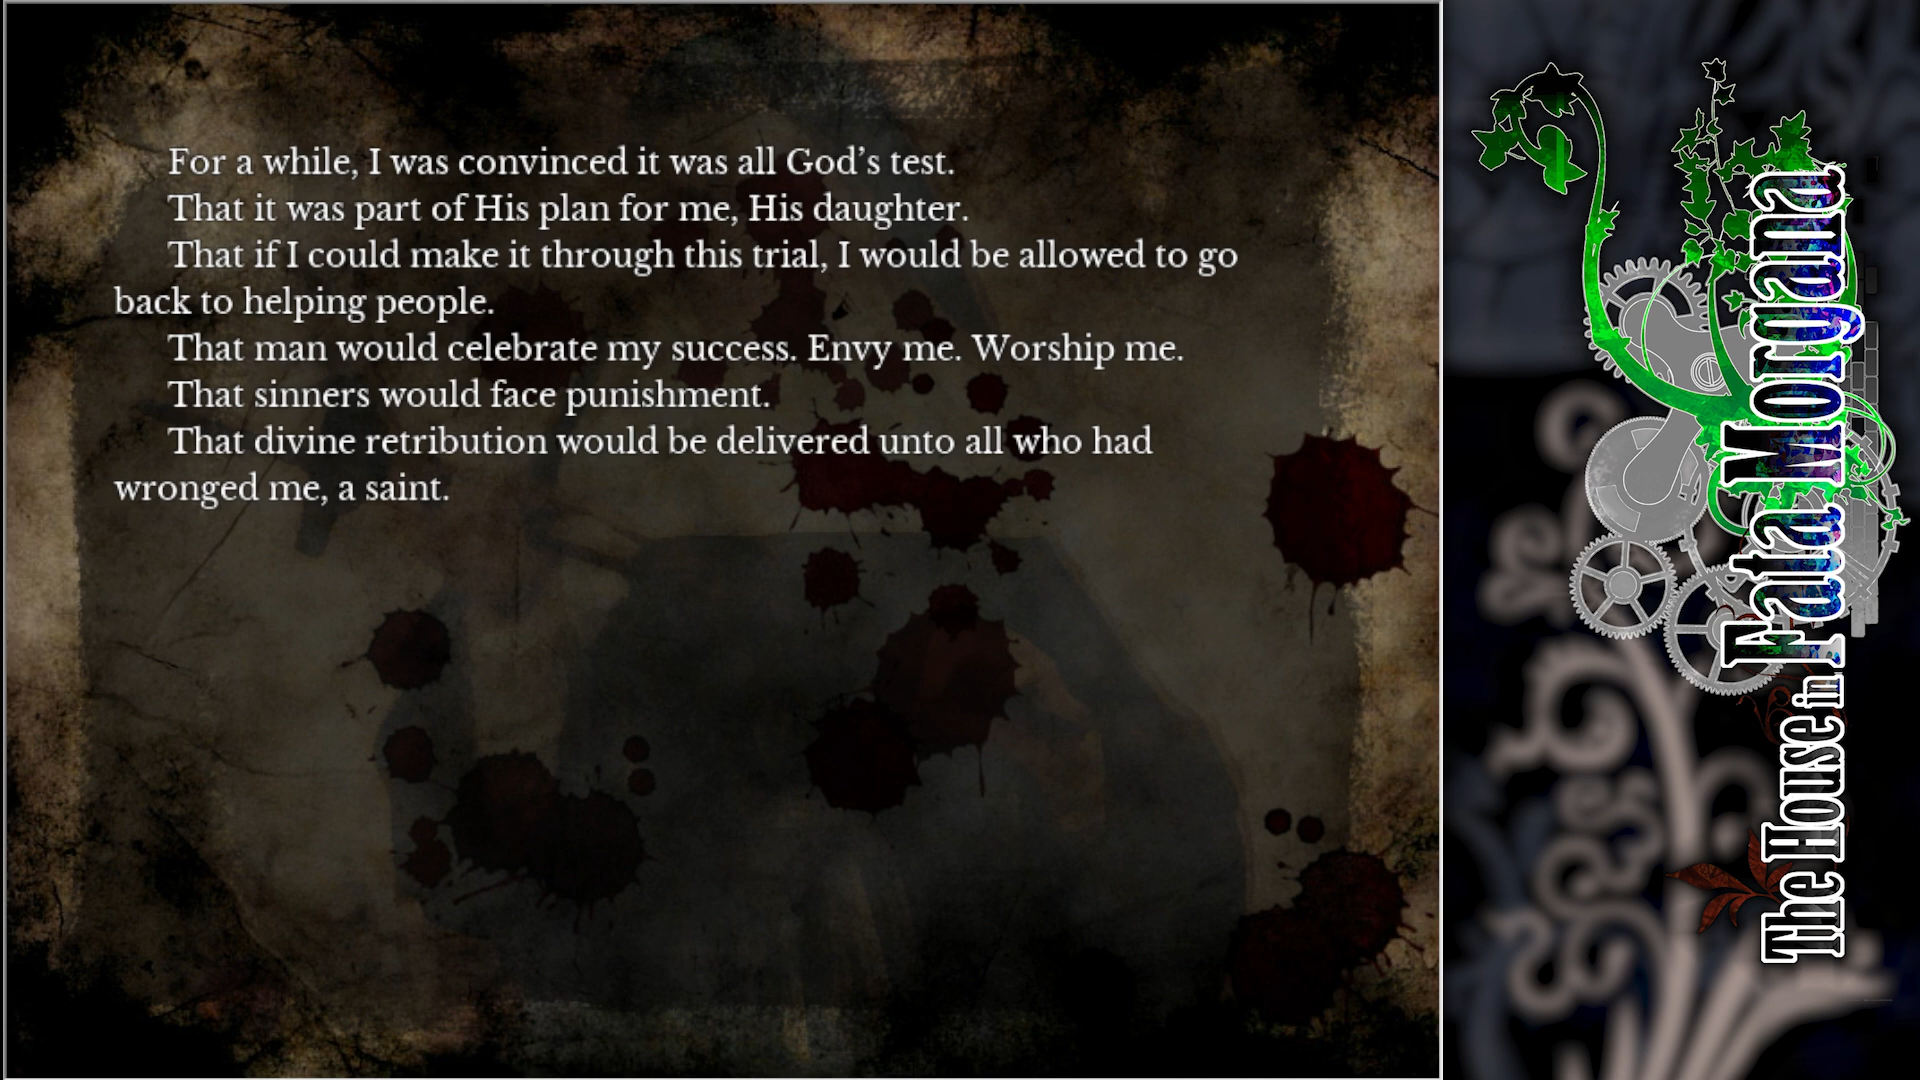 For a while, I was convinced it was all God’s test.
That it was part of His plan for me, His daughter.
That if I could make it through this trial, I would be allowed to go
back to helping people.
That man would celebrate my success. Envy me. Worship me.
That sinners would face punishment.
That divine retribution would be delivered unto all who had
wronged me, a saint.
The House in Fata Morgana